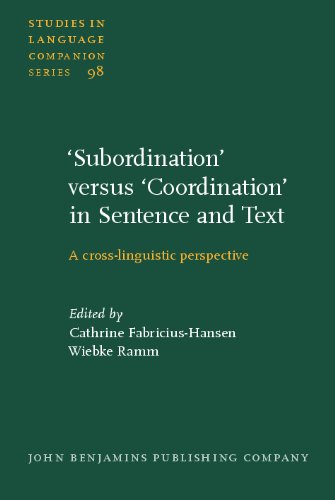 STUDIES IN
LANGUAGE
COMPANION
SERIES 98
‘Subordination’
versus ‘Coordination’
in Sentence and Text
A cross-linguistic perspective
Edited by
Cathrine Fabricius-Hansen
Wiebke Ramm
JOHN BENJAMINS PUBLISHING COMPANY